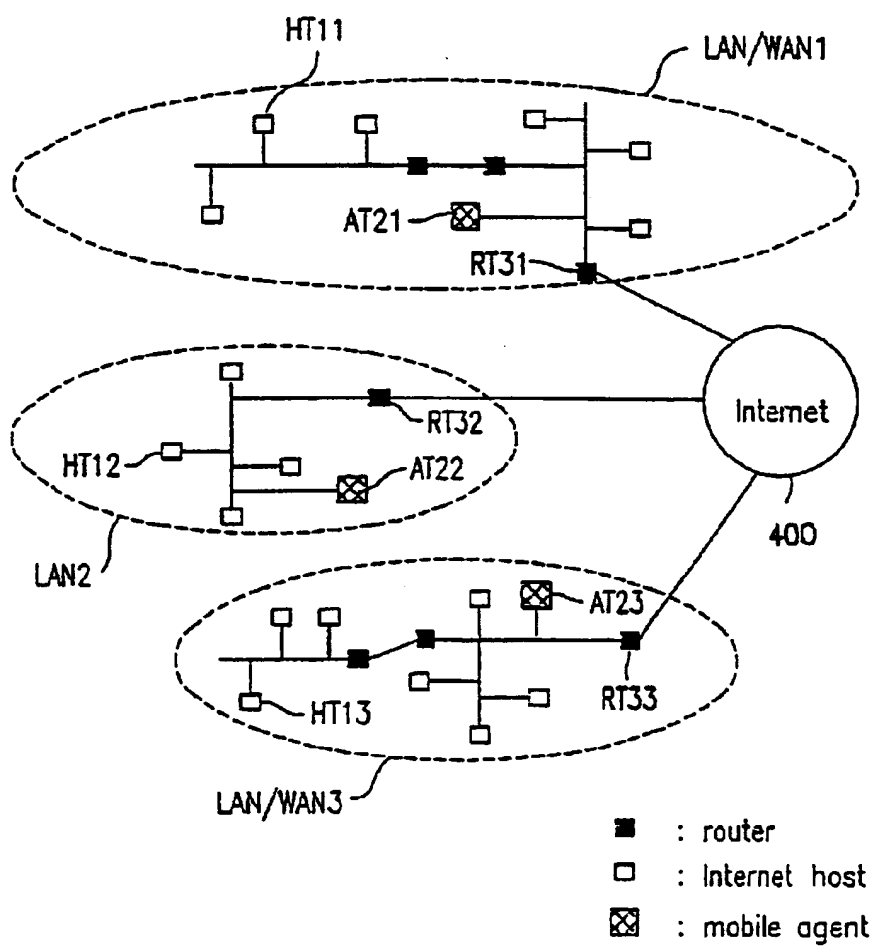 HT11
LAN/WAN1
AT21
RT31
Internet
RT32
HT12
AT22
400
LAN2
AT23
RT33
HT13
LAN/WAN3
: router
: Internet host
: mobile agent